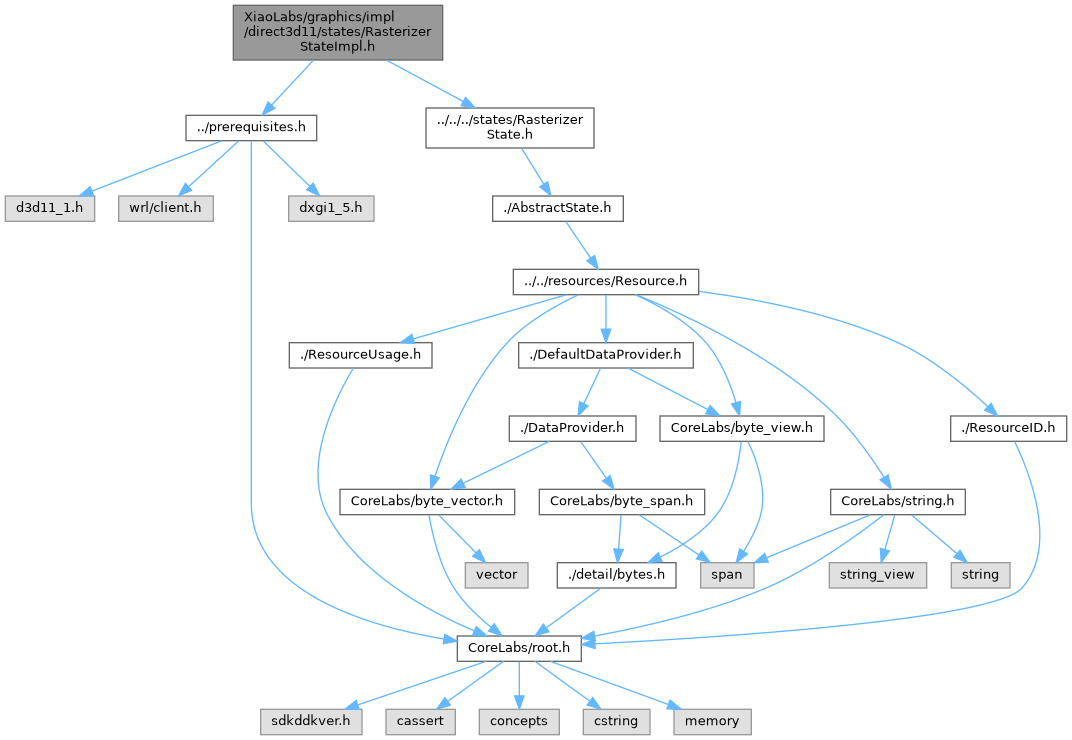 XiaoLabs/graphics/impl
/direct3d11/states/Rasterizer
StateImpl.h
../prerequisites.h
../../../states/Rasterizer
State.h
d3d11_1.h
wrl/client.h
dxgi1_5.h
./AbstractState.h
../../resources/Resource.h
./ResourceUsage.h
./DefaultDataProvider.h
./DataProvider.h
CoreLabs/byte_view.h
./ResourceID.h
CoreLabs/byte_vector.h
CoreLabs/byte_span.h
CoreLabs/string.h
vector
./detail/bytes.h
span
string_view
string
CoreLabs/root.h
sdkddkver.h
cassert
concepts
cstring
memory